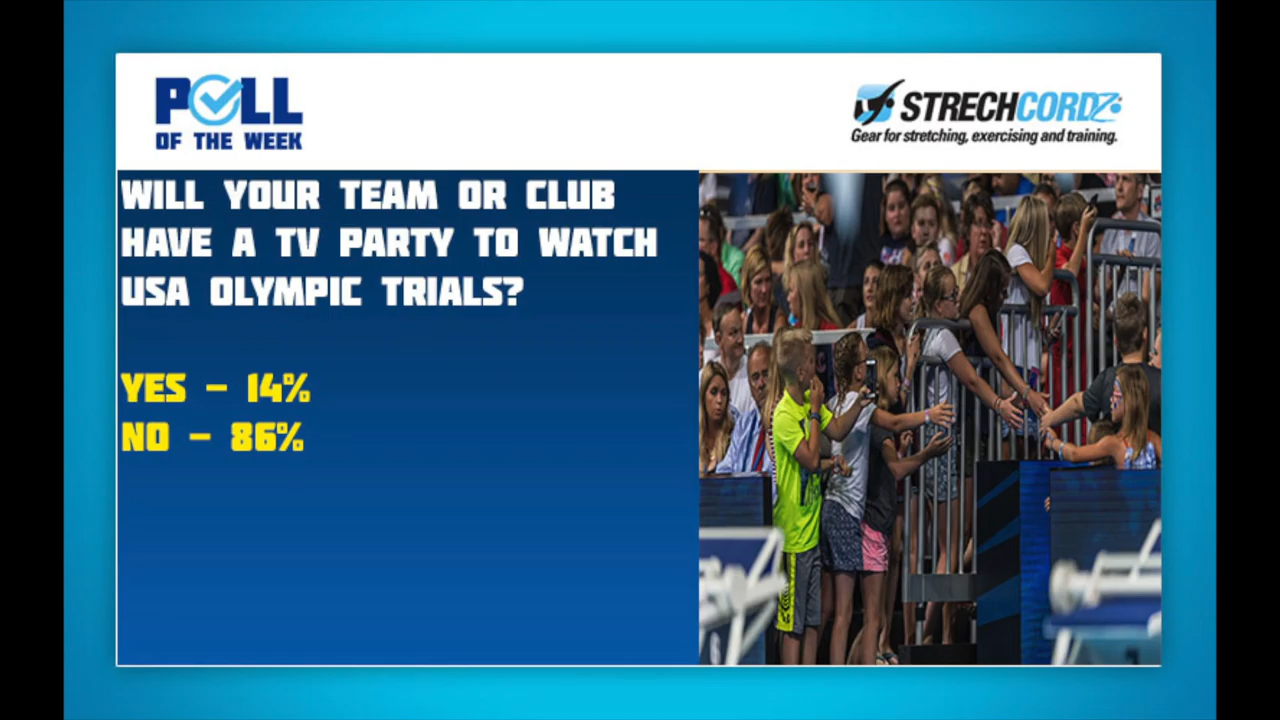 POLL
OF THE WEEK
STRECHCORDZ
Gear for stretching, exercising and training.
WILL YOUR TEAM OR CLUB
HAVE A TV PARTY TO WATCH
USA OLYMPIC TRIALS?
YES – 14%
NO – 86%